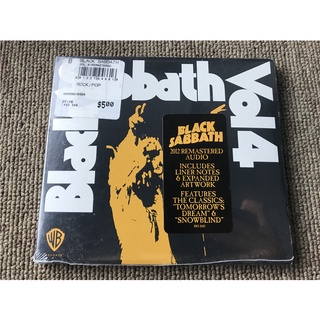 B BLACK SABBATH
ROCK/POP
$5.00
Black Sabbath Vol 4
BLACK
SABBATH
2012 REMASTERED
AUDIO
INCLUDES
LINER NOTES
& EXPANDED
ARTWORK
FEATURES
THE CLASSICS:
"TOMORROW'S
DREAM" &
"SNOWBLIND"
WB